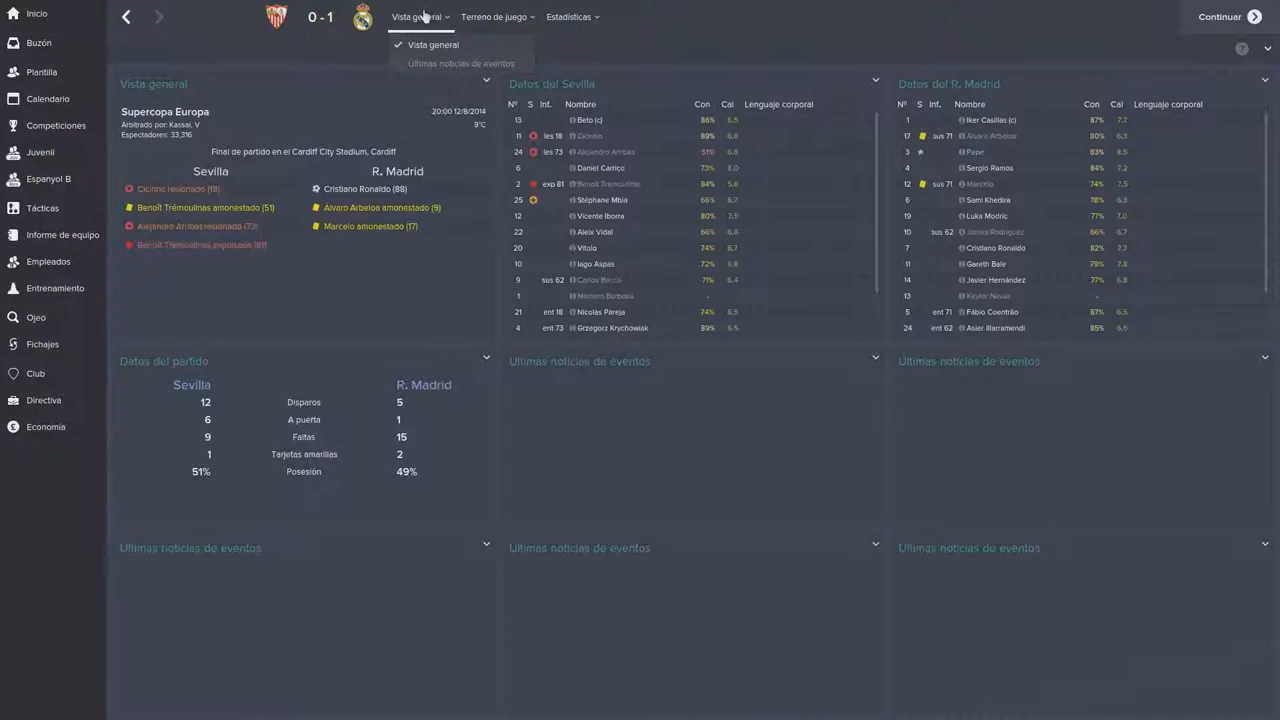 Inicio
Buzón
Plantilla
Calendario
Competiciones
Juvenil
Espanyol B
Tácticas
Informe de equipo
Empleados
Entrenamiento
Ojeo
Fichajes
Club
Directiva
Economía
0 - 1
Vista general
Terreno de juego
Estadísticas
Continuar
Vista general
Últimas noticias de eventos
Vista general
Supercopa Europa 20:00 12/8/2014
Arbitrado por: Kassai, V 9°C
Espectadores: 33,316
Final de partido en el Cardiff City Stadium, Cardiff
Sevilla R. Madrid
Cicinho lesionado (18) Cristiano Ronaldo (88)
Benoît Trémoulinas amonestado (51) Álvaro Arbeloa amonestado (9)
Alejandro Arribas lesionado (73) Marcelo amonestado (17)
Benoît Trémoulinas expulsado (81)
Datos del Sevilla
Nº S Inf. Nombre Con Cal Lenguaje corporal
13 Beto (c) 86% 6.5
11 les 18 Cicinho 89% 6.6
24 les 73 Alejandro Arribas 51% 6.6
6 Daniel Carriço 73% 8.0
2 exp 81 Benoît Trémoulinas 84% 5.6
25 Stéphane Mbia 66% 6.7
12 Vicente Iborra 80% 7.5
22 Aleix Vidal 66% 6.6
20 Vitolo 74% 6.7
10 Iago Aspas 72% 6.8
9 sus 62 Carlos Bacca 71% 6.4
1 Mariano Barbosa -
21 ent 18 Nicolás Pareja 74% 6.5
4 ent 73 Grzegorz Krychowiak 89% 6.5
Datos del R. Madrid
Nº S Inf. Nombre Con Cal Lenguaje corporal
1 Iker Casillas (c) 87% 7.7
17 sus 71 Álvaro Arbeloa 80% 6.3
3 Pepe 83% 8.5
4 Sergio Ramos 84% 7.2
12 sus 71 Marcelo 74% 7.5
6 Sami Khedira 78% 6.3
19 Luka Modric 77% 7.0
10 sus 62 James Rodríguez 66% 6.7
7 Cristiano Ronaldo 82% 7.7
11 Gareth Bale 79% 7.8
14 Javier Hernández 77% 6.8
13 Keylor Navas -
5 ent 71 Fábio Coentrão 87% 6.5
24 ent 62 Asier Illarramendi 85% 6.6
Datos del partido
Sevilla R. Madrid
12 Disparos 5
6 A puerta 1
9 Faltas 15
1 Tarjetas amarillas 2
51% Posesión 49%
Últimas noticias de eventos
Últimas noticias de eventos
Últimas noticias de eventos
Últimas noticias de eventos
Últimas noticias de eventos